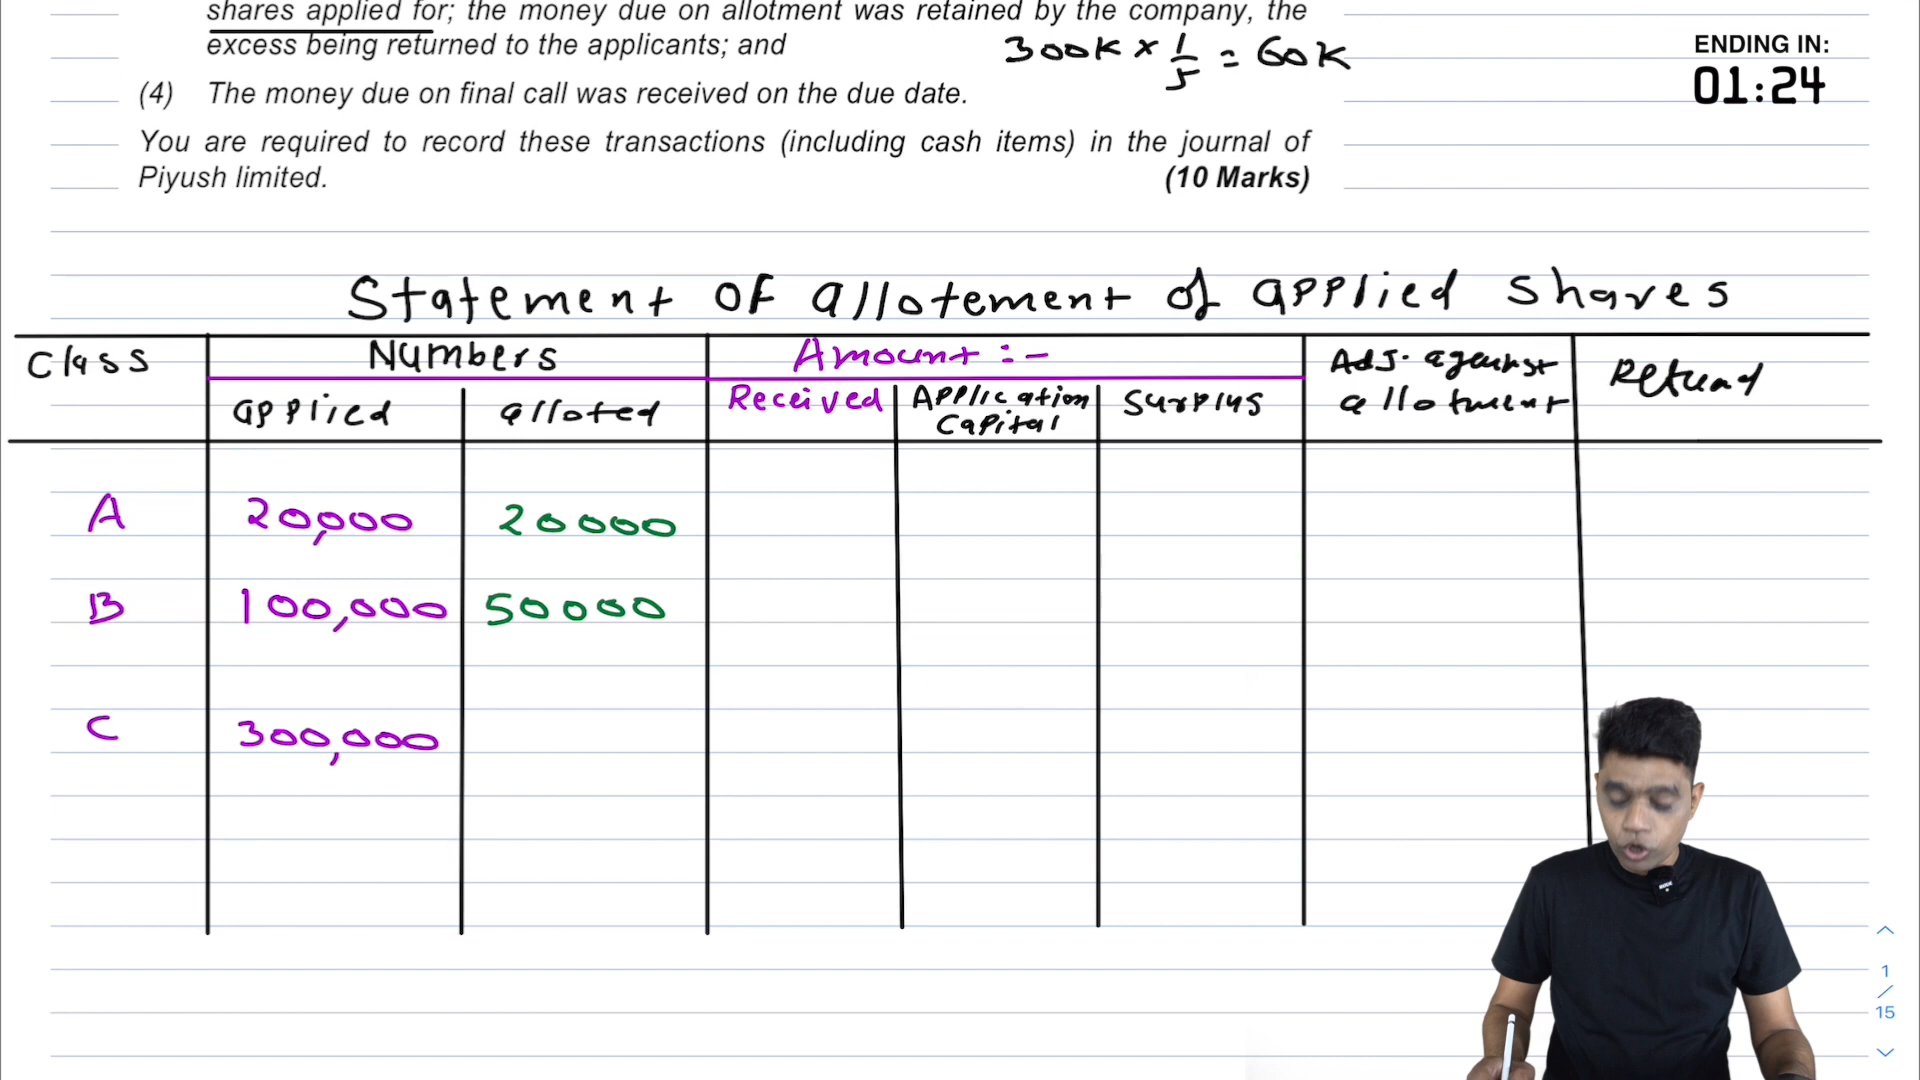 shares applied for; the money due on allotment was retained by the company, the
excess being returned to the applicants; and
300K × 1/5 = 60K
ENDING IN:
01:24
(4) The money due on final call was received on the due date.
You are required to record these transactions (including cash items) in the journal of
Piyush limited. (10 Marks)
Statement of allotement of applied shares
Class Numbers Amount :- Adj. against allotment Refund
applied alloted Received Application Capital Surplus
A 20,000 20000
B 100,000 50000
C 300,000
1
/
15